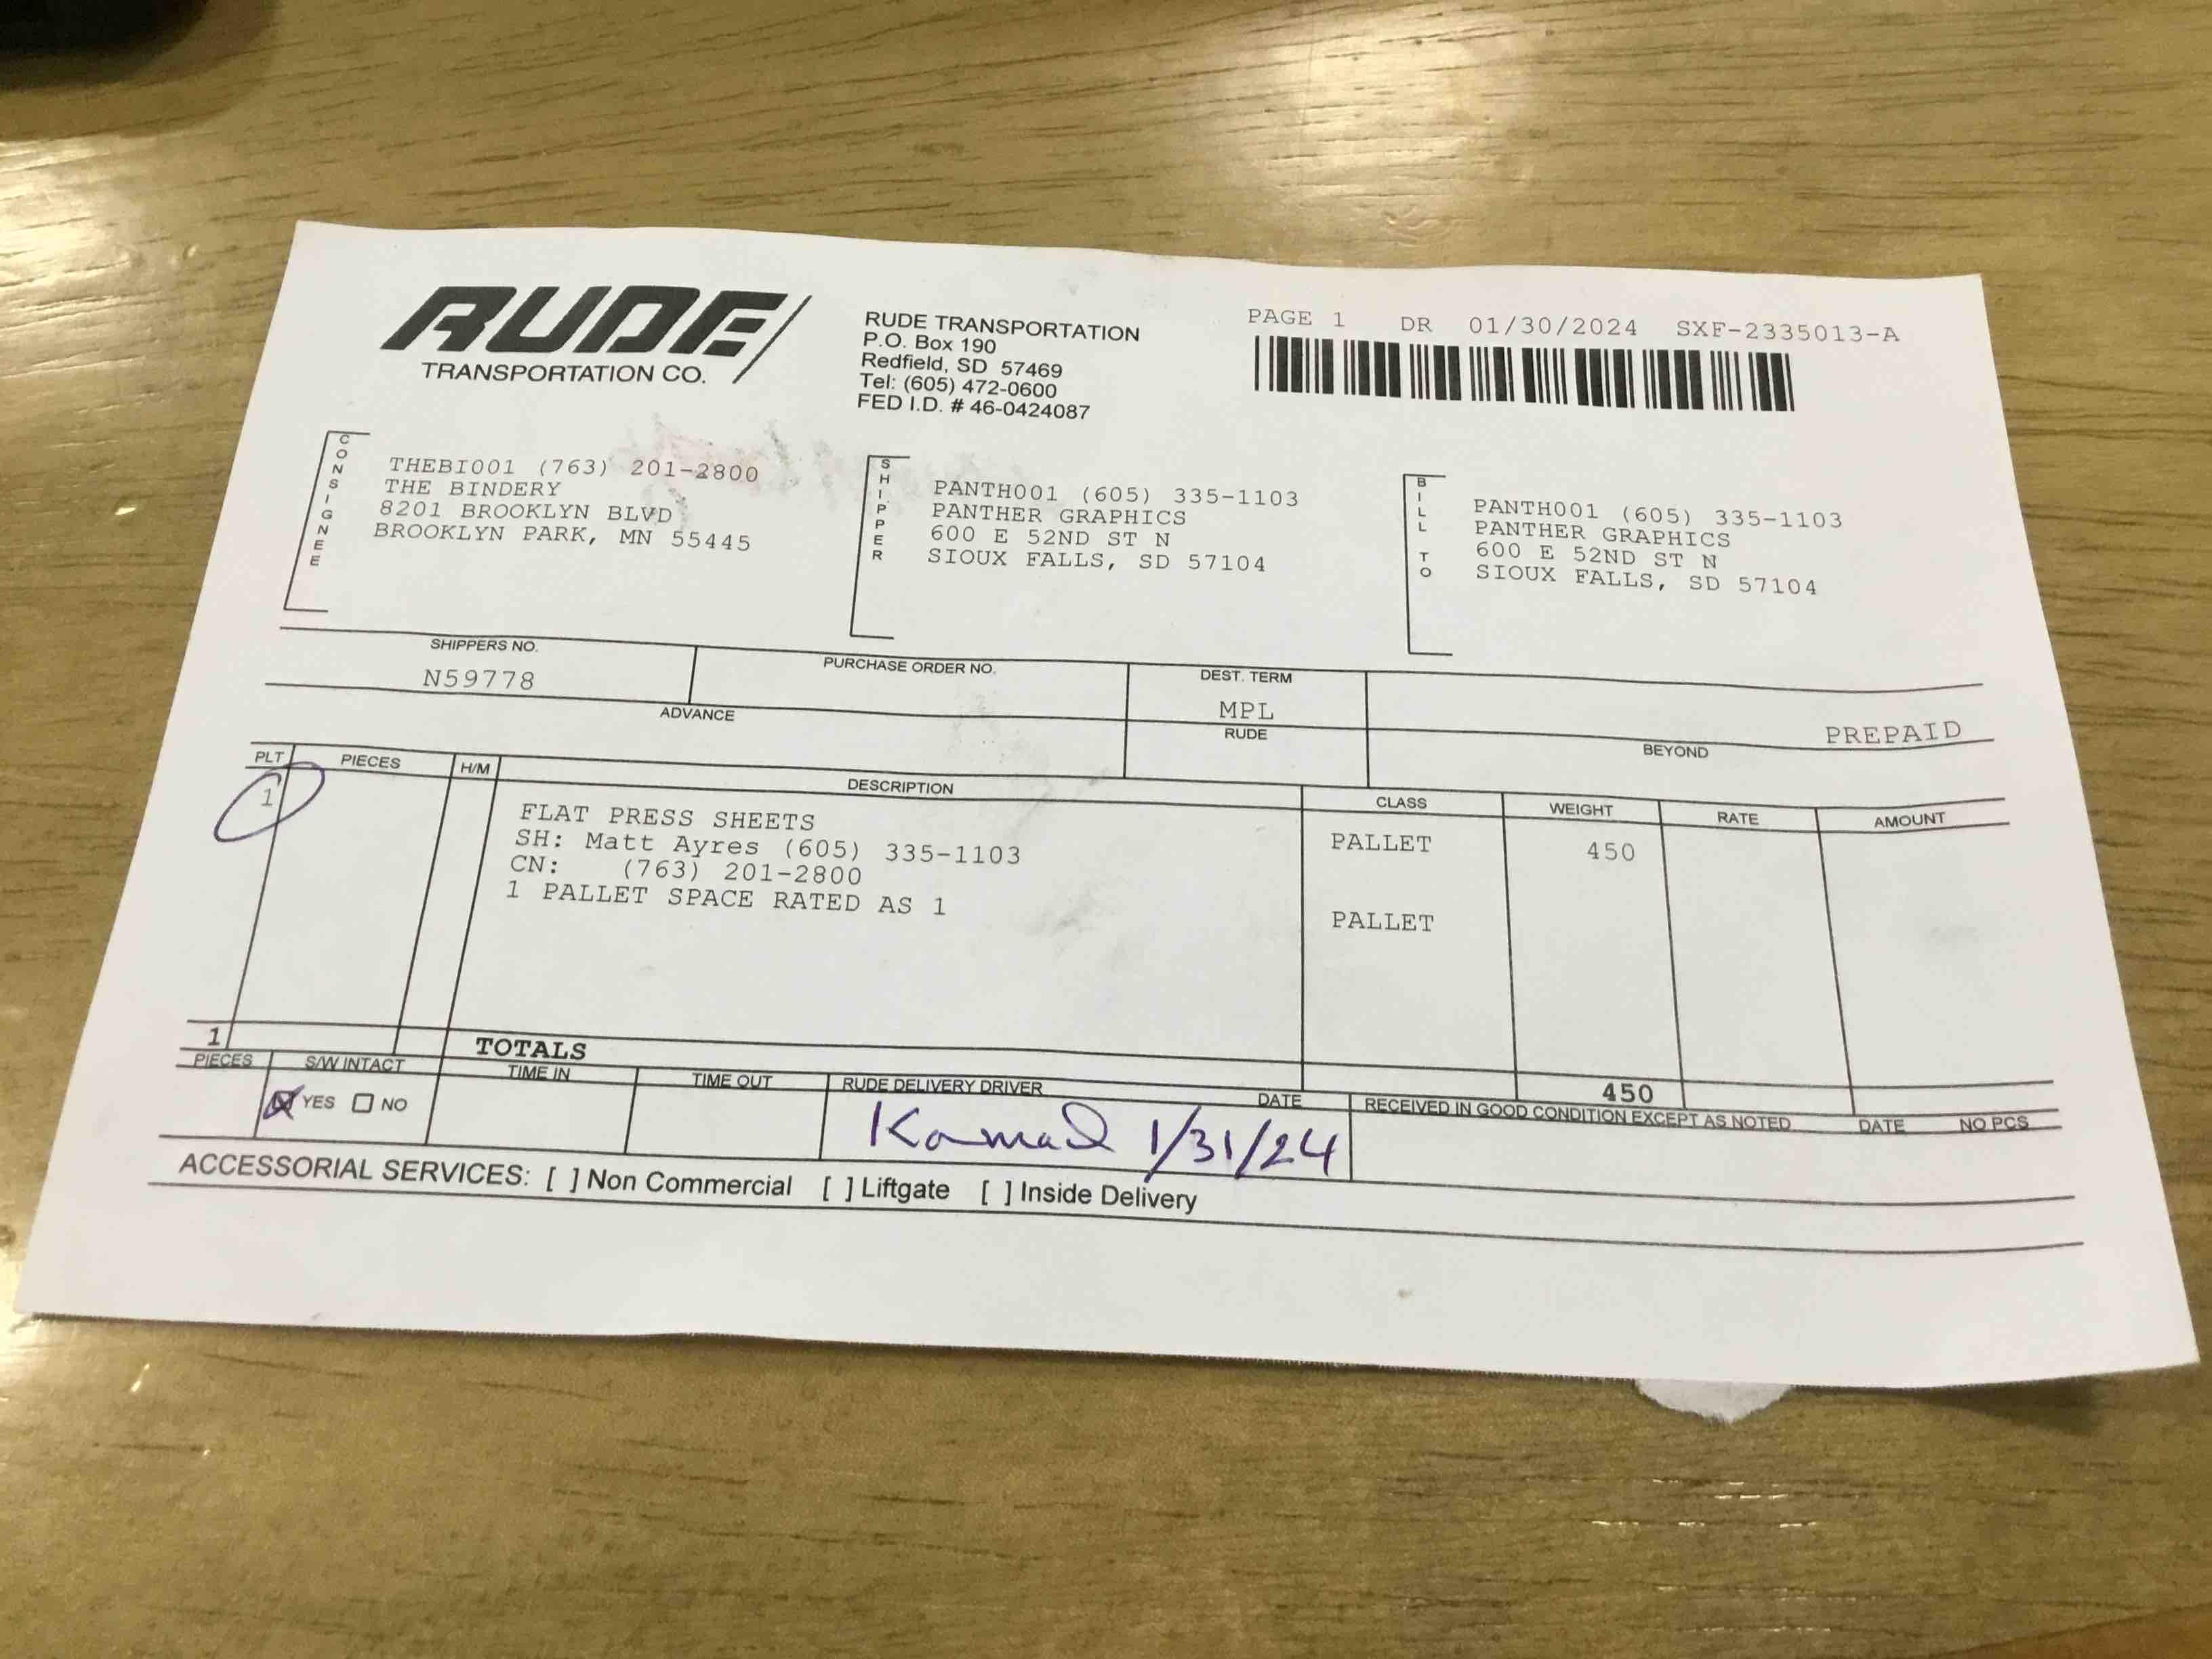 RUDE
TRANSPORTATION CO.
RUDE TRANSPORTATION
P.O. Box 190
Redfield, SD 57469
Tel: (605) 472-0600
FED I.D. # 46-0424087
PAGE 1 DR 01/30/2024 SXF-2335013-A
CONSIGNEE
THEBI001 (763) 201-2800
THE BINDERY
8201 BROOKLYN BLVD
BROOKLYN PARK, MN 55445
SHIPPER
PANTH001 (605) 335-1103
PANTHER GRAPHICS
600 E 52ND ST N
SIOUX FALLS, SD 57104
BILL TO
PANTH001 (605) 335-1103
PANTHER GRAPHICS
600 E 52ND ST N
SIOUX FALLS, SD 57104
SHIPPERS NO. PURCHASE ORDER NO. DEST. TERM
N59778 MPL PREPAID
ADVANCE RUDE BEYOND
PLT PIECES H/M DESCRIPTION CLASS WEIGHT RATE AMOUNT
1 FLAT PRESS SHEETS PALLET 450
SH: Matt Ayres (605) 335-1103
CN: (763) 201-2800
1 PALLET SPACE RATED AS 1 PALLET
1 TOTALS 450
PIECES S/W INTACT TIME IN TIME OUT RUDE DELIVERY DRIVER DATE RECEIVED IN GOOD CONDITION EXCEPT AS NOTED DATE NO PCS
YES NO Kamal 1/31/24
ACCESSORIAL SERVICES: [ ] Non Commercial [ ] Liftgate [ ] Inside Delivery